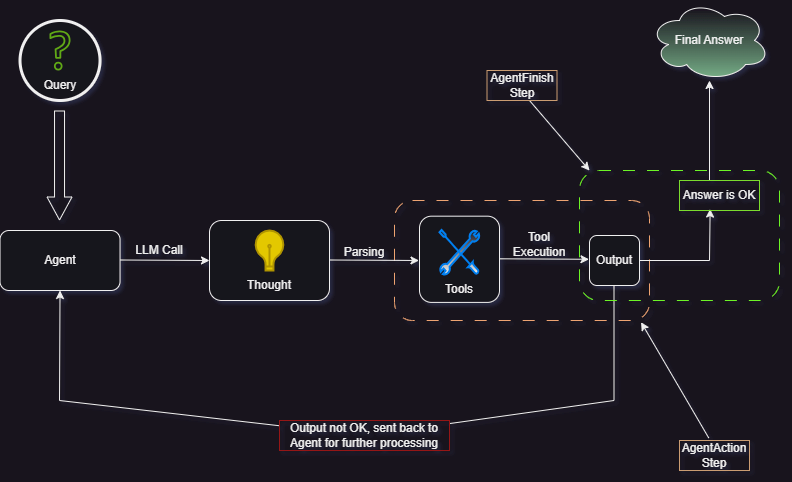 Query
Final Answer
AgentFinish
Step
Answer is OK
Agent
LLM Call
Thought
Parsing
Tools
Tool
Execution
Output
Output not OK, sent back to
Agent for further processing
AgentAction
Step